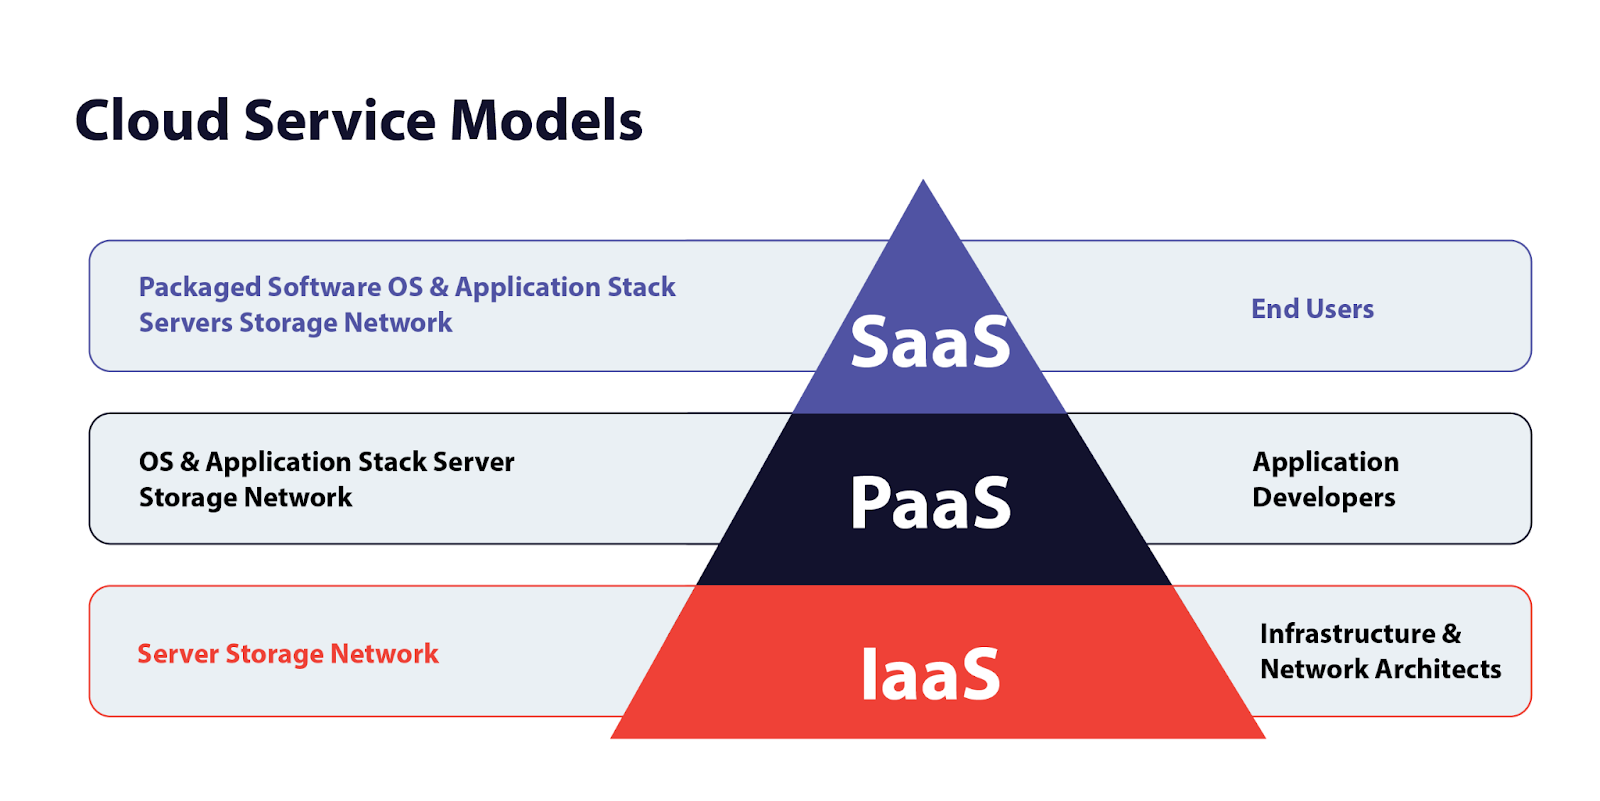 Cloud Service Models
Packaged Software OS & Application Stack
Servers Storage Network
SaaS
End Users
OS & Application Stack Server
Storage Network
PaaS
Application
Developers
Server Storage Network
IaaS
Infrastructure &
Network Architects